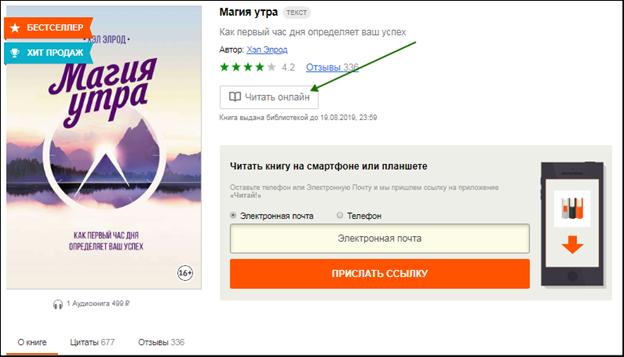 БЕСТСЕЛЛЕР
ХИТ ПРОДАЖ
• ХЭЛ ЭЛРОД •
Магия
утра
КАК ПЕРВЫЙ ЧАС ДНЯ
ОПРЕДЕЛЯЕТ ВАШ УСПЕХ
16+
1 Аудиокнига 499 ₽
Магия утра ТЕКСТ
Как первый час дня определяет ваш успех
Автор: Хэл Элрод
4.2 Отзывы 336
Читать онлайн
Книга выдана библиотекой до 19.08.2019, 23:59
Читать книгу на смартфоне или планшете
Оставьте телефон или Электронную Почту и мы пришлем ссылку на приложение
«Читай!»
Электронная почта Телефон
Электронная почта
ПРИСЛАТЬ ССЫЛКУ
О книге Цитаты 677 Отзывы 336